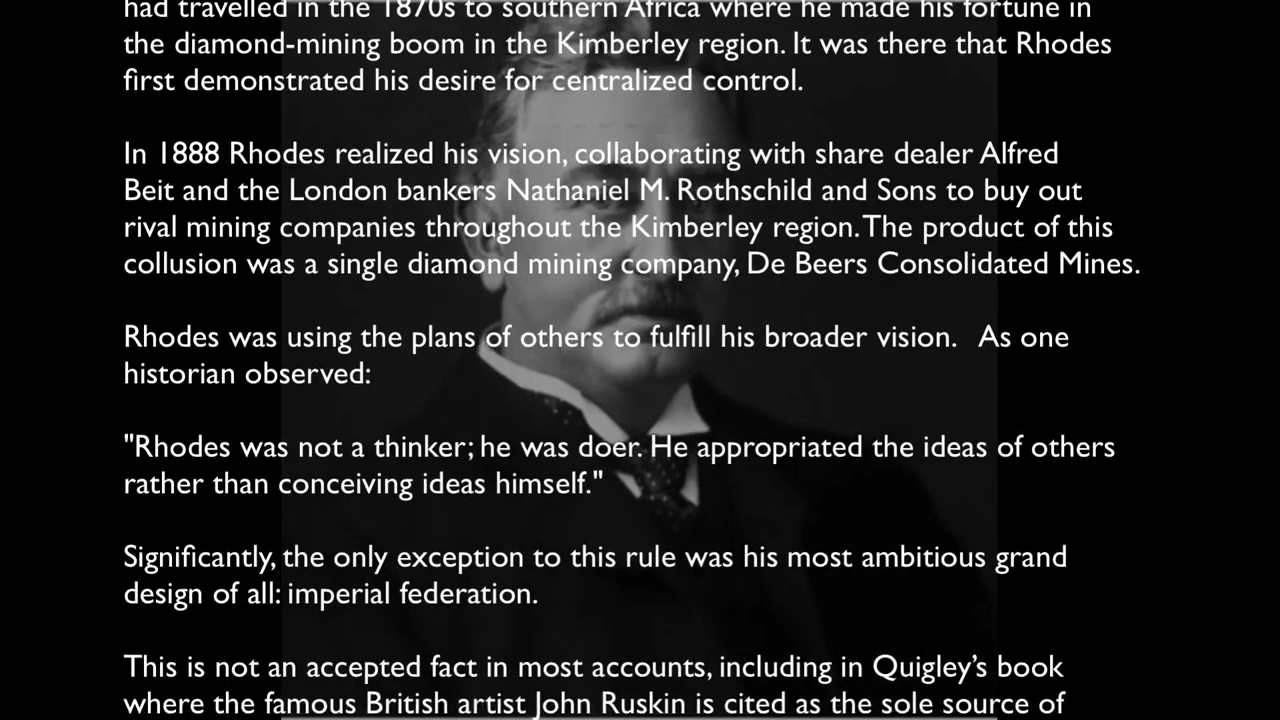 had travelled in the 1870s to southern Africa where he made his fortune in
the diamond-mining boom in the Kimberley region. It was there that Rhodes
first demonstrated his desire for centralized control.
In 1888 Rhodes realized his vision, collaborating with share dealer Alfred
Beit and the London bankers Nathaniel M. Rothschild and Sons to buy out
rival mining companies throughout the Kimberley region. The product of this
collusion was a single diamond mining company, De Beers Consolidated Mines.
Rhodes was using the plans of others to fulfill his broader vision. As one
historian observed:
"Rhodes was not a thinker; he was doer. He appropriated the ideas of others
rather than conceiving ideas himself."
Significantly, the only exception to this rule was his most ambitious grand
design of all: imperial federation.
This is not an accepted fact in most accounts, including in Quigley’s book
where the famous British artist John Ruskin is cited as the sole source of